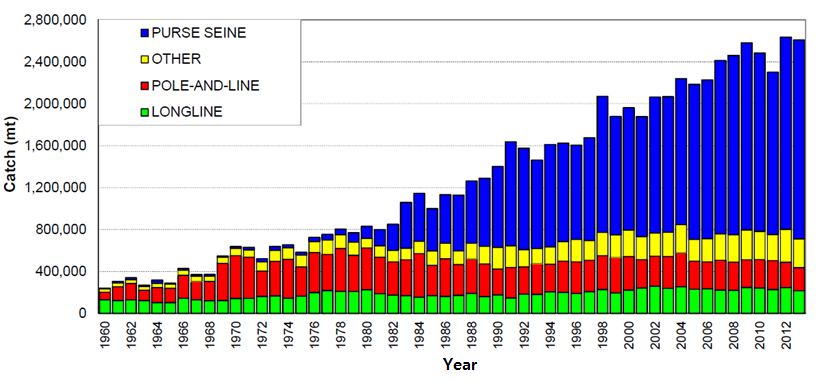 2,800,000
2,400,000
2,000,000
1,600,000
1,200,000
800,000
400,000
0
Catch (mt)
PURSE SEINE
OTHER
POLE-AND-LINE
LONGLINE
1960 1962 1964 1966 1968 1970 1972 1974 1976 1978 1980 1982 1984 1986 1988 1990 1992 1994 1996 1998 2000 2002 2004 2006 2008 2010 2012
Year